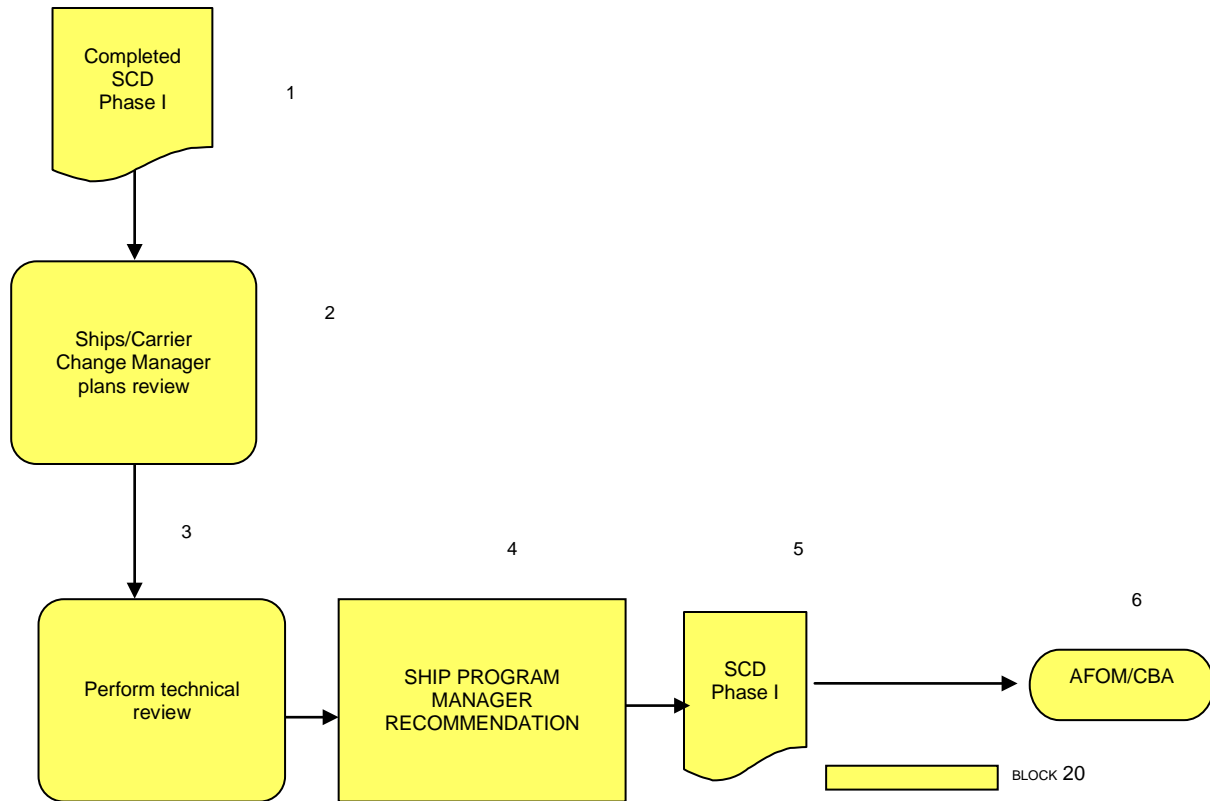 Completed
SCD
Phase I
1
Ships/Carrier
Change Manager
plans review
2
3
4
5
6
Perform technical
review
SHIP PROGRAM
MANAGER
RECOMMENDATION
SCD
Phase I
AFOM/CBA
BLOCK 20